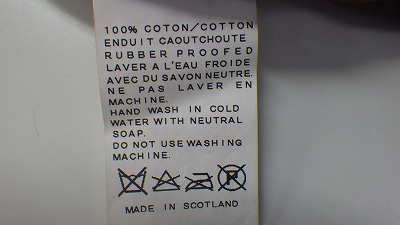 100% COTON/COTTON
ENDUIT CAOUTCHOUTE
RUBBER PROOFED
LAVER A L'EAU FROIDE
AVEC DU SAVON NEUTRE.
NE PAS LAVER EN
MACHINE.
HAND WASH IN COLD
WATER WITH NEUTRAL
SOAP.
DO NOT USE WASHING
MACHINE.
P
MADE IN SCOTLAND